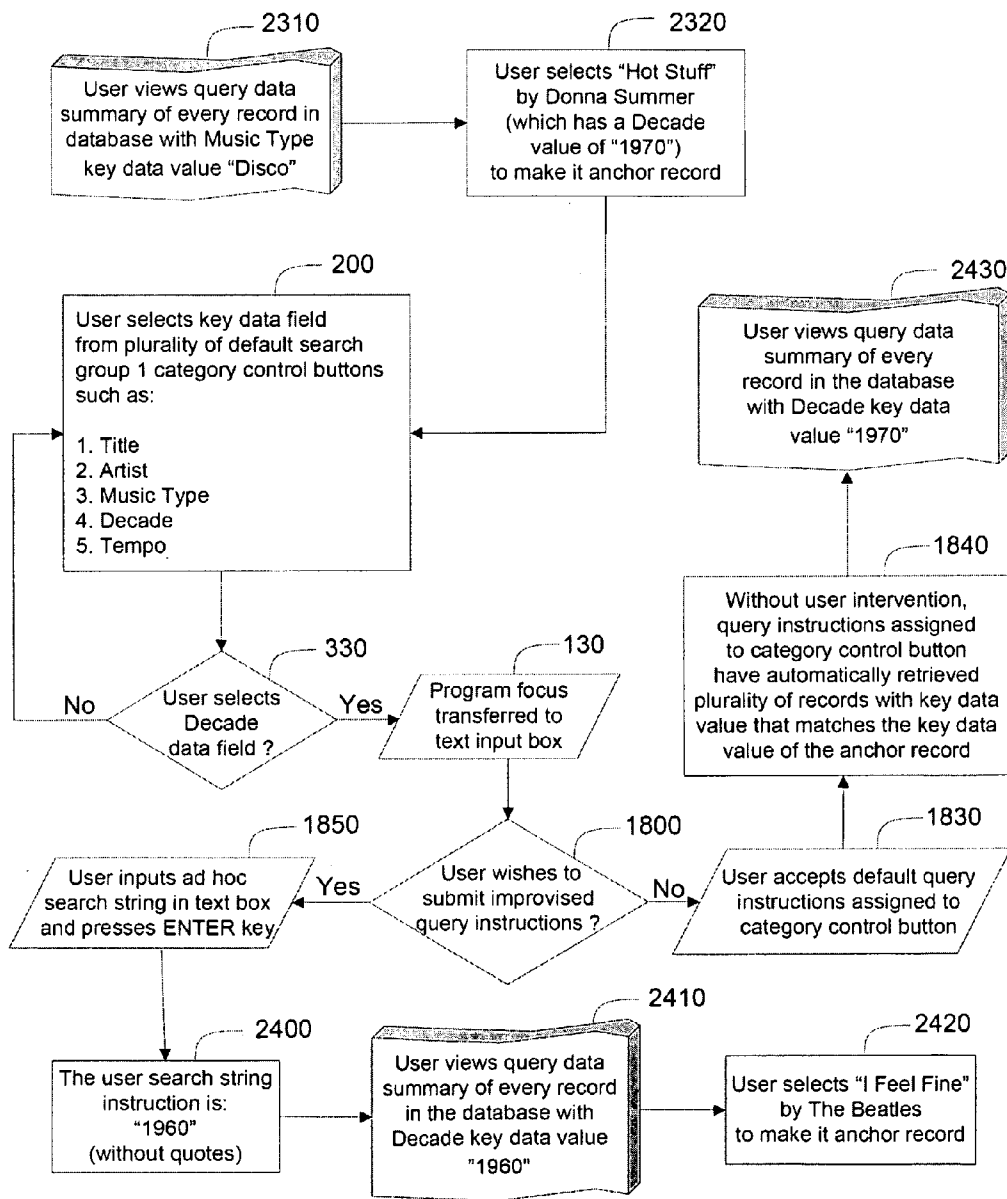 2310
User views query data
summary of every record in
database with Music Type
key data value "Disco"
2320
User selects "Hot Stuff"
by Donna Summer
(which has a Decade
value of "1970")
to make it anchor record
200
User selects key data field
from plurality of default search
group 1 category control buttons
such as:
1. Title
2. Artist
3. Music Type
4. Decade
5. Tempo
2430
User views query data
summary of every
record in the database
with Decade key data
value "1970"
330
User selects
Decade
data field ?
No
Yes
130
Program focus
transferred to
text input box
1840
Without user intervention,
query instructions assigned
to category control button
have automatically retrieved
plurality of records with key data
value that matches the key data
value of the anchor record
1850
User inputs ad hoc
search string in text box
and presses ENTER key
Yes
1800
User wishes to
submit improvised
query instructions ?
No
1830
User accepts default query
instructions assigned to
category control button
2400
The user search string
instruction is:
"1960"
(without quotes)
2410
User views query data
summary of every record
in the database with
Decade key data value
"1960"
2420
User selects "I Feel Fine"
by The Beatles
to make it anchor record